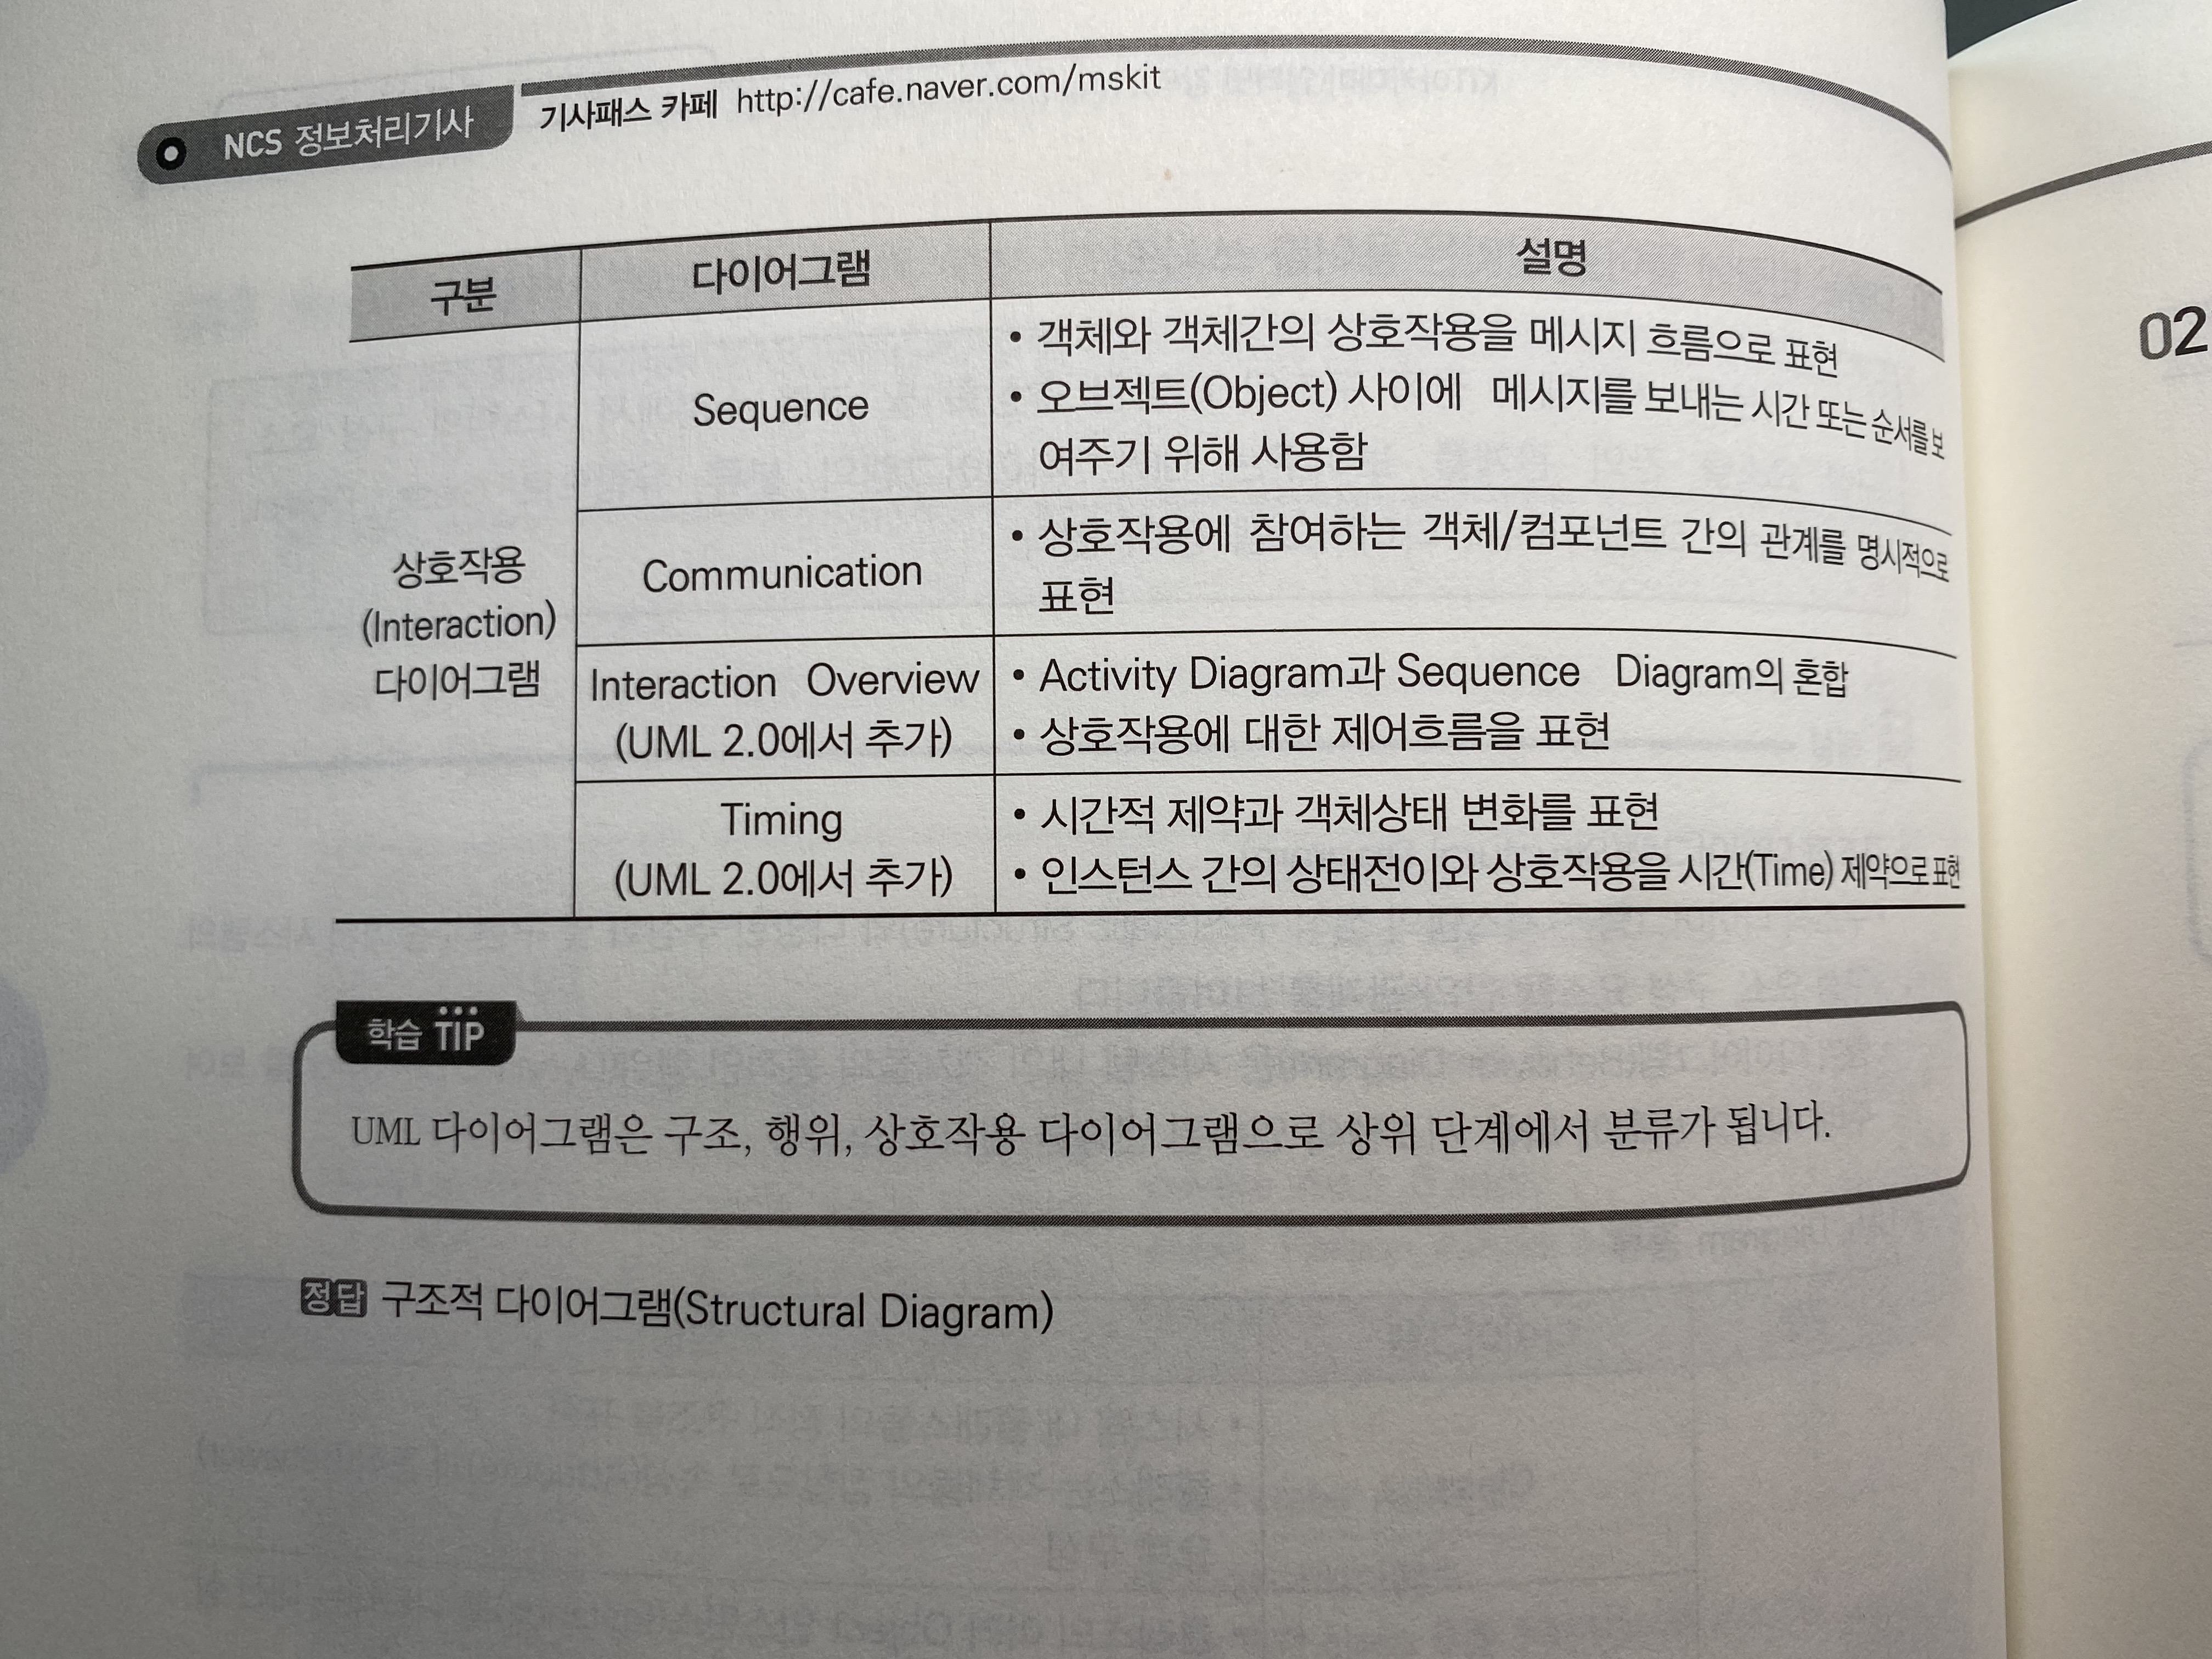 NCS 정보처리기사
기사패스 카페 http://cafe.naver.com/mskit
구분 다이어그램 설명
상호작용
(Interaction)
다이어그램
Sequence
• 객체와 객체간의 상호작용을 메시지 흐름으로 표현
• 오브젝트(Object) 사이에 메시지를 보내는 시간 또는 순서를 보
여주기 위해 사용함
Communication
• 상호작용에 참여하는 객체/컴포넌트 간의 관계를 명시적으로
표현
Interaction Overview
(UML 2.0에서 추가)
• Activity Diagram과 Sequence Diagram의 혼합
• 상호작용에 대한 제어흐름을 표현
Timing
(UML 2.0에서 추가)
• 시간적 제약과 객체상태 변화를 표현
• 인스턴스 간의 상태전이와 상호작용을 시간(Time) 제약으로 표현
학습 TIP
UML 다이어그램은 구조, 행위, 상호작용 다이어그램으로 상위 단계에서 분류가 됩니다.
정답 구조적 다이어그램(Structural Diagram)
02